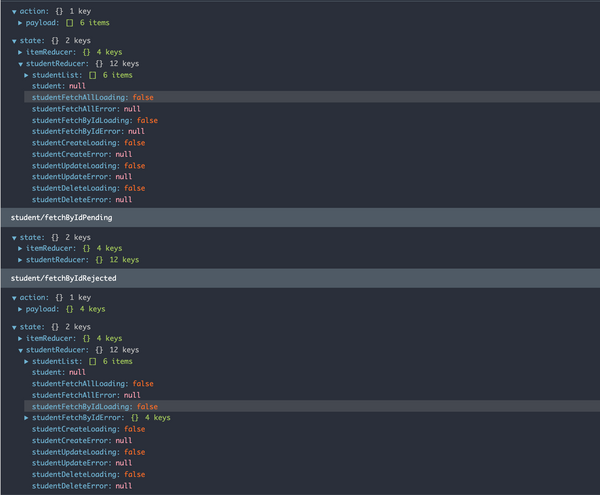 ▼ action: {} 1 key
▶ payload: [] 6 items
▼ state: {} 2 keys
▶ itemReducer: {} 4 keys
▼ studentReducer: {} 12 keys
▶ studentList: [] 6 items
student: null
studentFetchAllLoading: false
studentFetchAllError: null
studentFetchByIdLoading: false
studentFetchByIdError: null
studentCreateLoading: false
studentCreateError: null
studentUpdateLoading: false
studentUpdateError: null
studentDeleteLoading: false
studentDeleteError: null
student/fetchByIdPending
▼ state: {} 2 keys
▶ itemReducer: {} 4 keys
▶ studentReducer: {} 12 keys
student/fetchByIdRejected
▼ action: {} 1 key
▶ payload: {} 4 keys
▼ state: {} 2 keys
▶ itemReducer: {} 4 keys
▼ studentReducer: {} 12 keys
▶ studentList: [] 6 items
student: null
studentFetchAllLoading: false
studentFetchAllError: null
studentFetchByIdLoading: false
▶ studentFetchByIdError: {} 4 keys
studentCreateLoading: false
studentCreateError: null
studentUpdateLoading: false
studentUpdateError: null
studentDeleteLoading: false
studentDeleteError: null